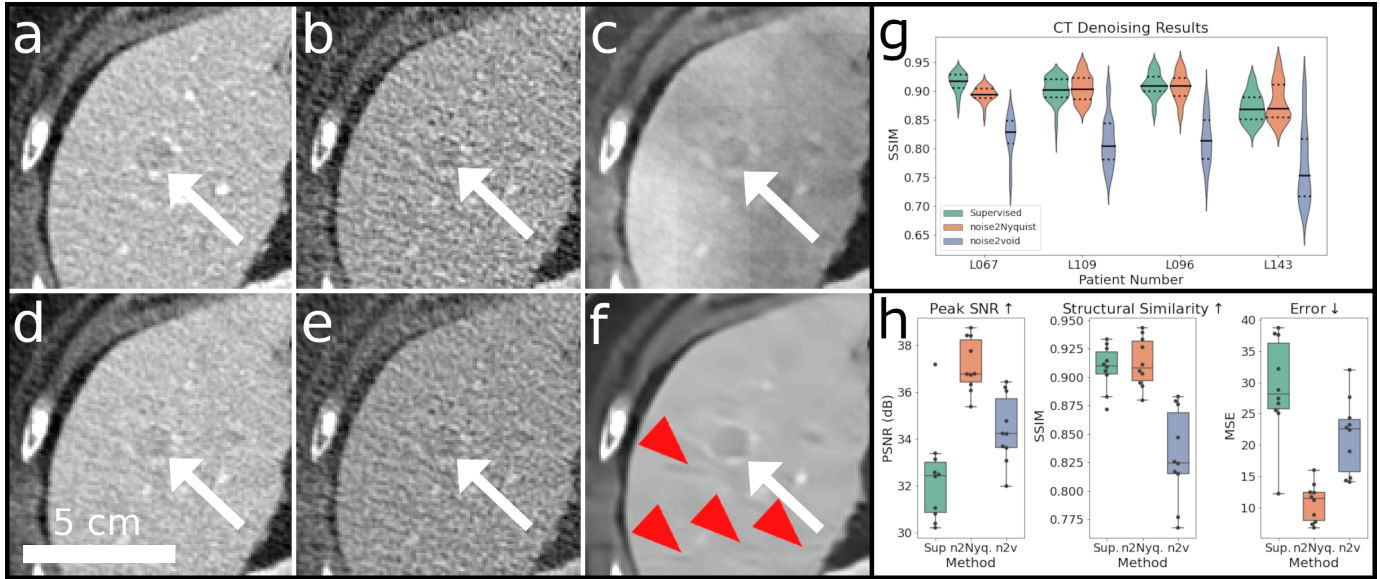 a
b
c
d
5 cm
e
f
g
CT Denoising Results
SSIM
0.95
0.90
0.85
0.80
0.75
0.70
0.65
Supervised
noise2Nyquist
noise2void
L067
L109
L096
L143
Patient Number
h
Peak SNR ↑
PSNR (dB)
38
36
34
32
30
Sup. n2Nyq. n2v
Method
Structural Similarity ↑
SSIM
0.950
0.925
0.900
0.875
0.850
0.825
0.800
0.775
Sup. n2Nyq. n2v
Method
Error ↓
MSE
40
35
30
25
20
15
10
Sup. n2Nyq. n2v
Method